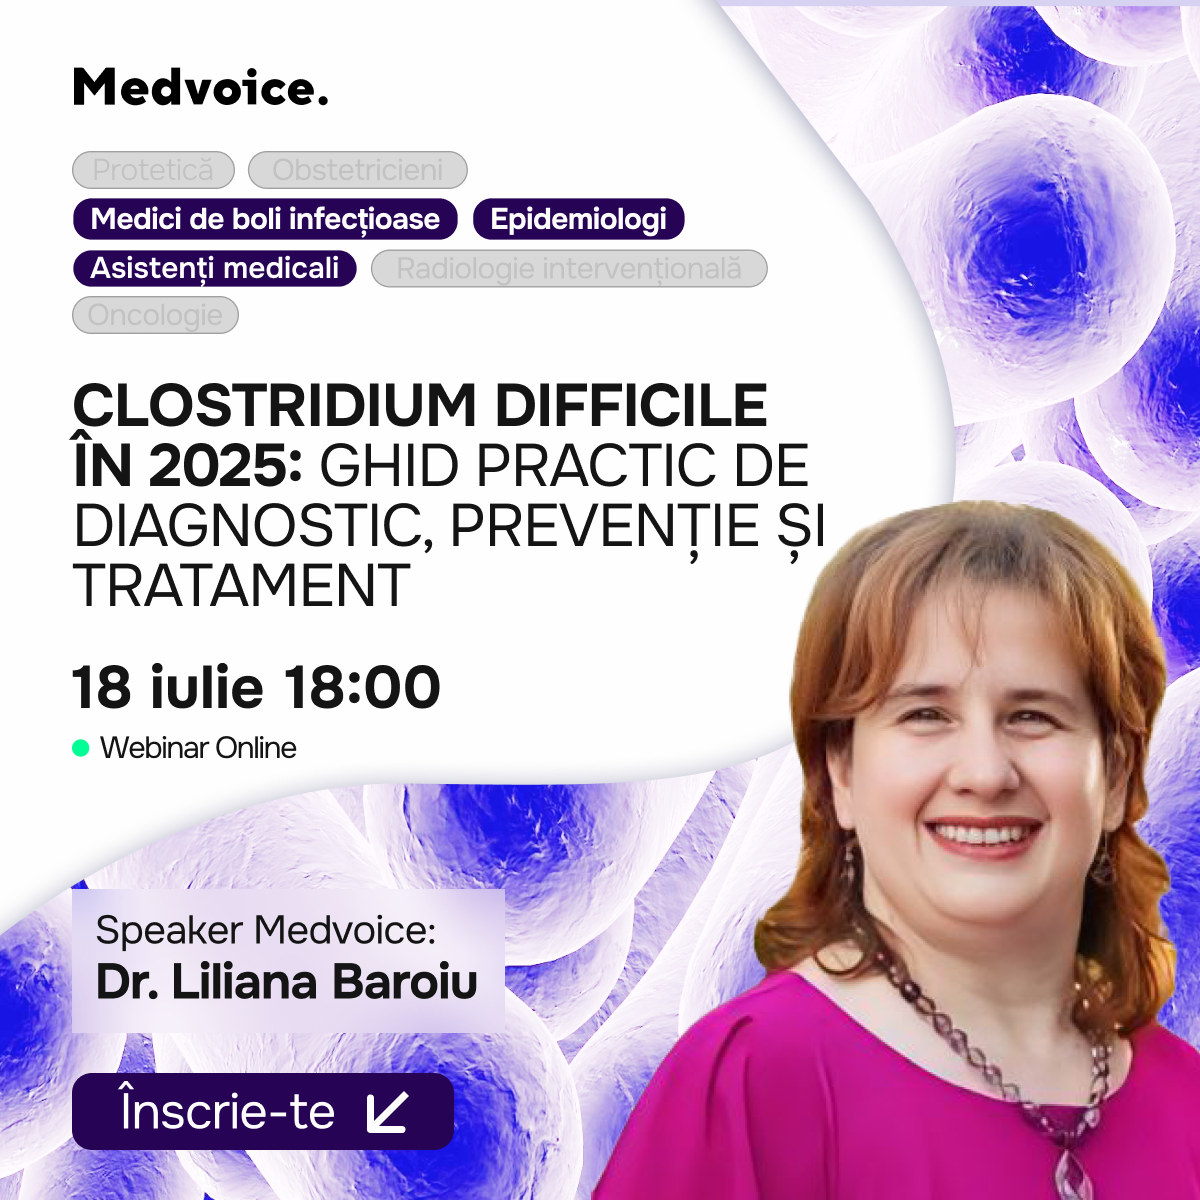 Medvoice.
Protetică Obstetricieni
Medici de boli infecțioase Epidemiologi
Asistenți medicali Radiologie intervențională
Oncologie
CLOSTRIDIUM DIFFICILE
ÎN 2025: GHID PRACTIC DE
DIAGNOSTIC, PREVENȚIE ȘI
TRATAMENT
18 iulie 18:00
Webinar Online
Speaker Medvoice:
Dr. Liliana Baroiu
Înscrie-te